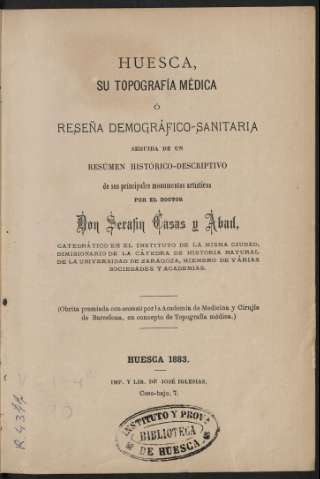 HUESCA,
SU TOPOGRAFÍA MÉDICA
Ó
RESEÑA DEMOGRÁFICO-SANITARIA
SEGUIDA DE UN
RESÚMEN HISTÓRICO-DESCRIPTIVO
de sus principales monumentos artísticos
POR EL DOCTOR
Don Serafin Casas y Abad,
CATEDRÁTICO EN EL INSTITUTO DE LA MISMA CIUDAD,
DIMISIONARIO DE LA CÁTEDRA DE HISTORIA NATURAL
DE LA UNIVERSIDAD DE ZARAGOZA, MIEMBRO DE VÁRIAS
SOCIEDADES Y ACADEMIAS.
(Obrita premiada con accesit por la Academia de Medicina y Cirujía
de Barcelona, en concepto de Topografía médica.)
HUESCA 1883.
IMP. Y LIB. DE JOSÉ IGLESIAS,
Coso-bajo, 7.
INSTITUTO Y PROV
BIBLIOTECA
DE HUESCA